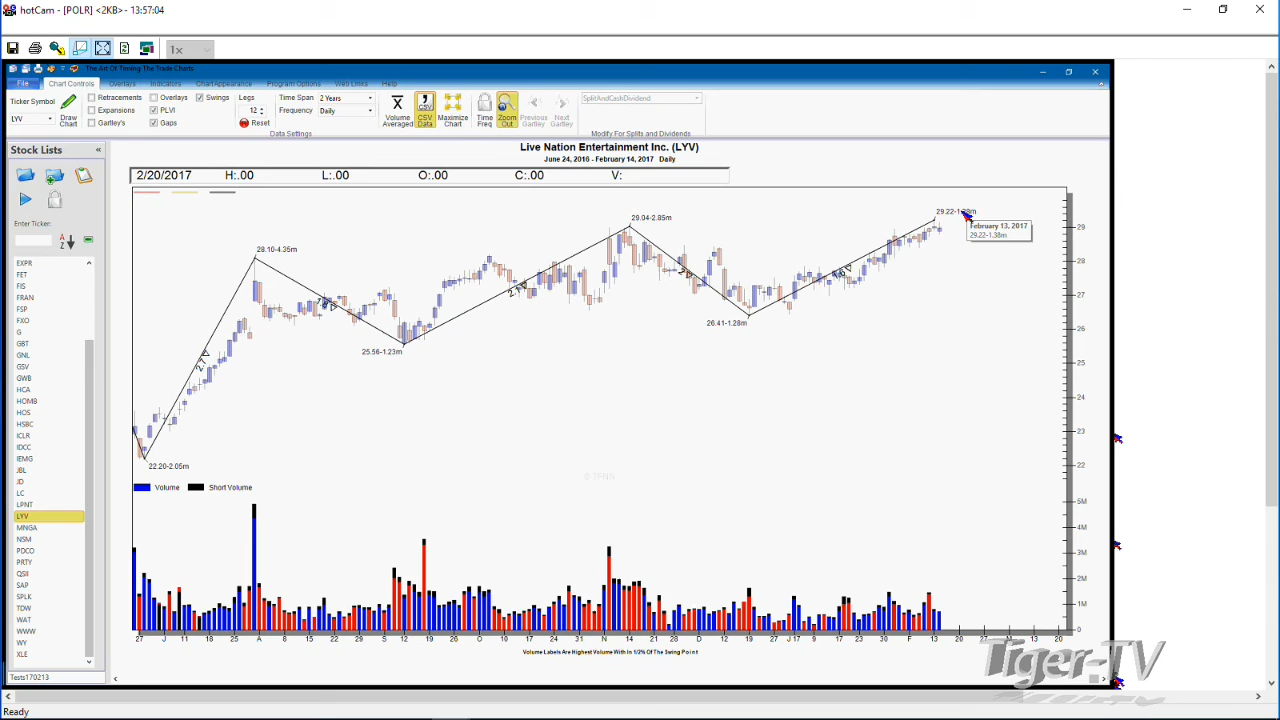 hotCam - [POLR] <2KB>- 13:57:04
1x
The Art Of Timing The Trade Charts
File Chart Controls Overlays Indicators Chart Appearance Program Options Web Links Help
Ticker Symbol
LYV
Draw Chart
Retracements Overlays Swings Legs
Expansions PLVI 12
Gartley's Gaps Reset
Time Span 2 Years
Frequency Daily
Data Settings
Volume Averaged
CSV Data
Maximize Chart
Time Freq
Zoom Out
Previous Gartley
Next Gartley
SplitAndCashDividend
Modify For Splits and Dividends
Stock Lists
Enter Ticker:
EXPR
FET
FIS
FRAN
FSP
FXO
G
GBT
GNL
GSV
GWB
HCA
HOMB
HOS
HSBC
ICLR
IDCC
IEMG
JBL
JD
LC
LPNT
LYV
MNGA
NSM
PDCO
PRTY
QSII
SAP
SPLK
TDW
WAT
WWW
WY
XLE
Tests170213
Live Nation Entertainment Inc. (LYV)
June 24, 2016 - February 14, 2017 Daily
2/20/2017 H:.00 L:.00 O:.00 C:.00 V:
28.10-4.35m
29.04-2.85m
29.22-1.38m
February 13, 2017
29.22-1.38m
26.41-1.28m
25.56-1.23m
22.20-2.05m
29
28
27
26
25
24
23
22
© TFNN
Volume Short Volume
5M
4M
3M
2M
1M
0
27 J 11 18 25 A 8 15 22 29 S 12 19 26 O 10 17 24 N 14 21 28 D 12 19 27 J 17 9 17 23 30 F 13 20 27 M 13 20
Volume Labels Are Highest Volume With In 1/2% Of The Swing Point
Tiger-TV
Ready